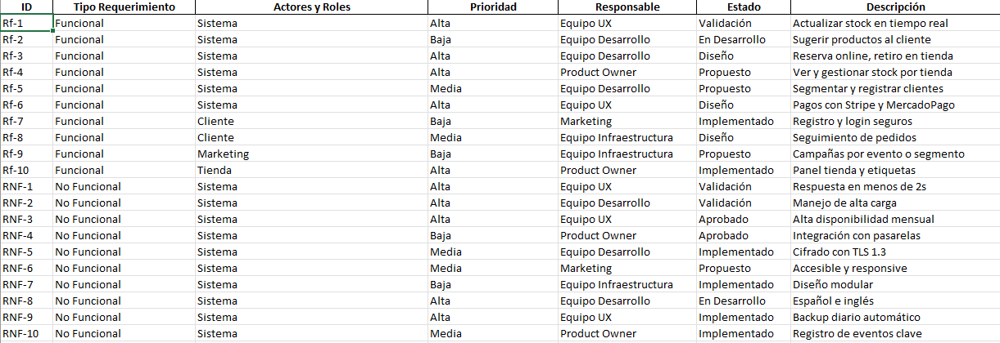 ID Tipo Requerimiento Actores y Roles Prioridad Responsable Estado Descripción
Rf-1 Funcional Sistema Alta Equipo UX Validación Actualizar stock en tiempo real
Rf-2 Funcional Sistema Baja Equipo Desarrollo En Desarrollo Sugerir productos al cliente
Rf-3 Funcional Sistema Alta Equipo Desarrollo Diseño Reserva online, retiro en tienda
Rf-4 Funcional Sistema Alta Product Owner Propuesto Ver y gestionar stock por tienda
Rf-5 Funcional Sistema Media Equipo Desarrollo Propuesto Segmentar y registrar clientes
Rf-6 Funcional Sistema Alta Equipo UX Diseño Pagos con Stripe y MercadoPago
Rf-7 Funcional Cliente Baja Marketing Implementado Registro y login seguros
Rf-8 Funcional Cliente Media Equipo Infraestructura Diseño Seguimiento de pedidos
Rf-9 Funcional Marketing Baja Equipo Infraestructura Propuesto Campañas por evento o segmento
Rf-10 Funcional Tienda Alta Product Owner Implementado Panel tienda y etiquetas
RNF-1 No Funcional Sistema Alta Equipo UX Validación Respuesta en menos de 2s
RNF-2 No Funcional Sistema Alta Equipo Desarrollo Validación Manejo de alta carga
RNF-3 No Funcional Sistema Alta Equipo UX Aprobado Alta disponibilidad mensual
RNF-4 No Funcional Sistema Baja Product Owner Aprobado Integración con pasarelas
RNF-5 No Funcional Sistema Media Equipo Desarrollo Implementado Cifrado con TLS 1.3
RNF-6 No Funcional Sistema Media Marketing Propuesto Accesible y responsive
RNF-7 No Funcional Sistema Baja Equipo Infraestructura Implementado Diseño modular
RNF-8 No Funcional Sistema Alta Equipo Desarrollo En Desarrollo Español e inglés
RNF-9 No Funcional Sistema Alta Equipo UX Implementado Backup diario automático
RNF-10 No Funcional Sistema Media Product Owner Implementado Registro de eventos clave